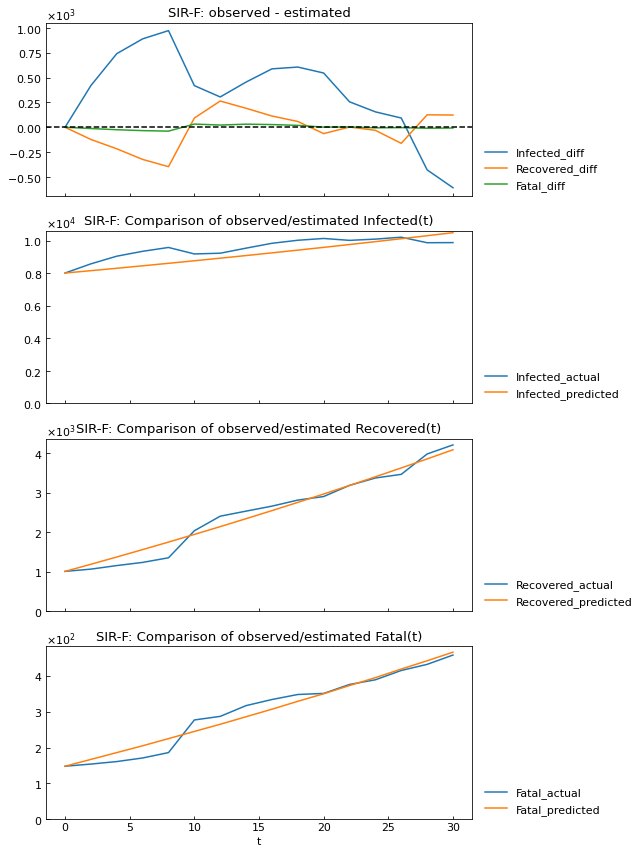 SIR-F: observed - estimated
×10³
1.00
0.75
0.50
0.25
0.00
−0.25
−0.50
Infected_diff
Recovered_diff
Fatal_diff
SIR-F: Comparison of observed/estimated Infected(t)
×10⁴
1.0
0.8
0.6
0.4
0.2
0.0
Infected_actual
Infected_predicted
SIR-F: Comparison of observed/estimated Recovered(t)
×10³
4
3
2
1
0
Recovered_actual
Recovered_predicted
SIR-F: Comparison of observed/estimated Fatal(t)
×10²
4
3
2
1
0
Fatal_actual
Fatal_predicted
0 5 10 15 20 25 30
t